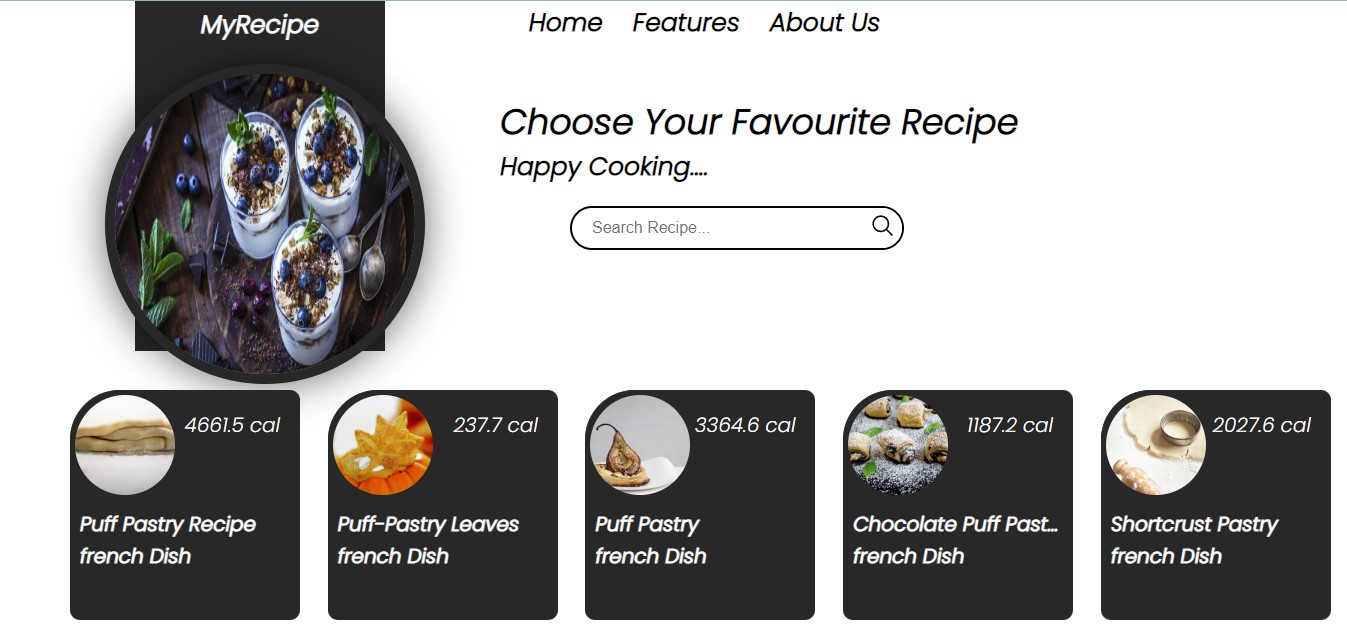 MyRecipe
Home Features About Us
Choose Your Favourite Recipe
Happy Cooking....
Search Recipe...
4661.5 cal
Puff Pastry Recipe
french Dish
237.7 cal
Puff-Pastry Leaves
french Dish
3364.6 cal
Puff Pastry
french Dish
1187.2 cal
Chocolate Puff Past...
french Dish
2027.6 cal
Shortcrust Pastry
french Dish